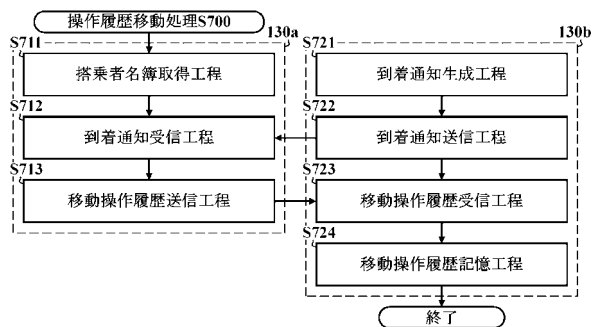 操作履歴移動処理S700
130a
S711
搭乗者名簿取得工程
S712
到着通知受信工程
S713
移動操作履歴送信工程
130b
S721
到着通知生成工程
S722
到着通知送信工程
S723
移動操作履歴受信工程
S724
移動操作履歴記憶工程
終了